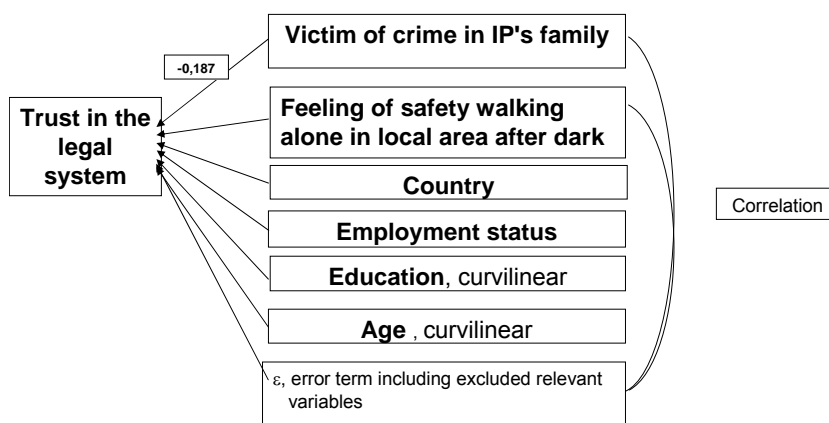 Victim of crime in IP's family
-0,187
Trust in the
legal
system
Feeling of safety walking
alone in local area after dark
Country
Correlation
Employment status
Education, curvilinear
Age , curvilinear
ε, error term including excluded relevant
variables